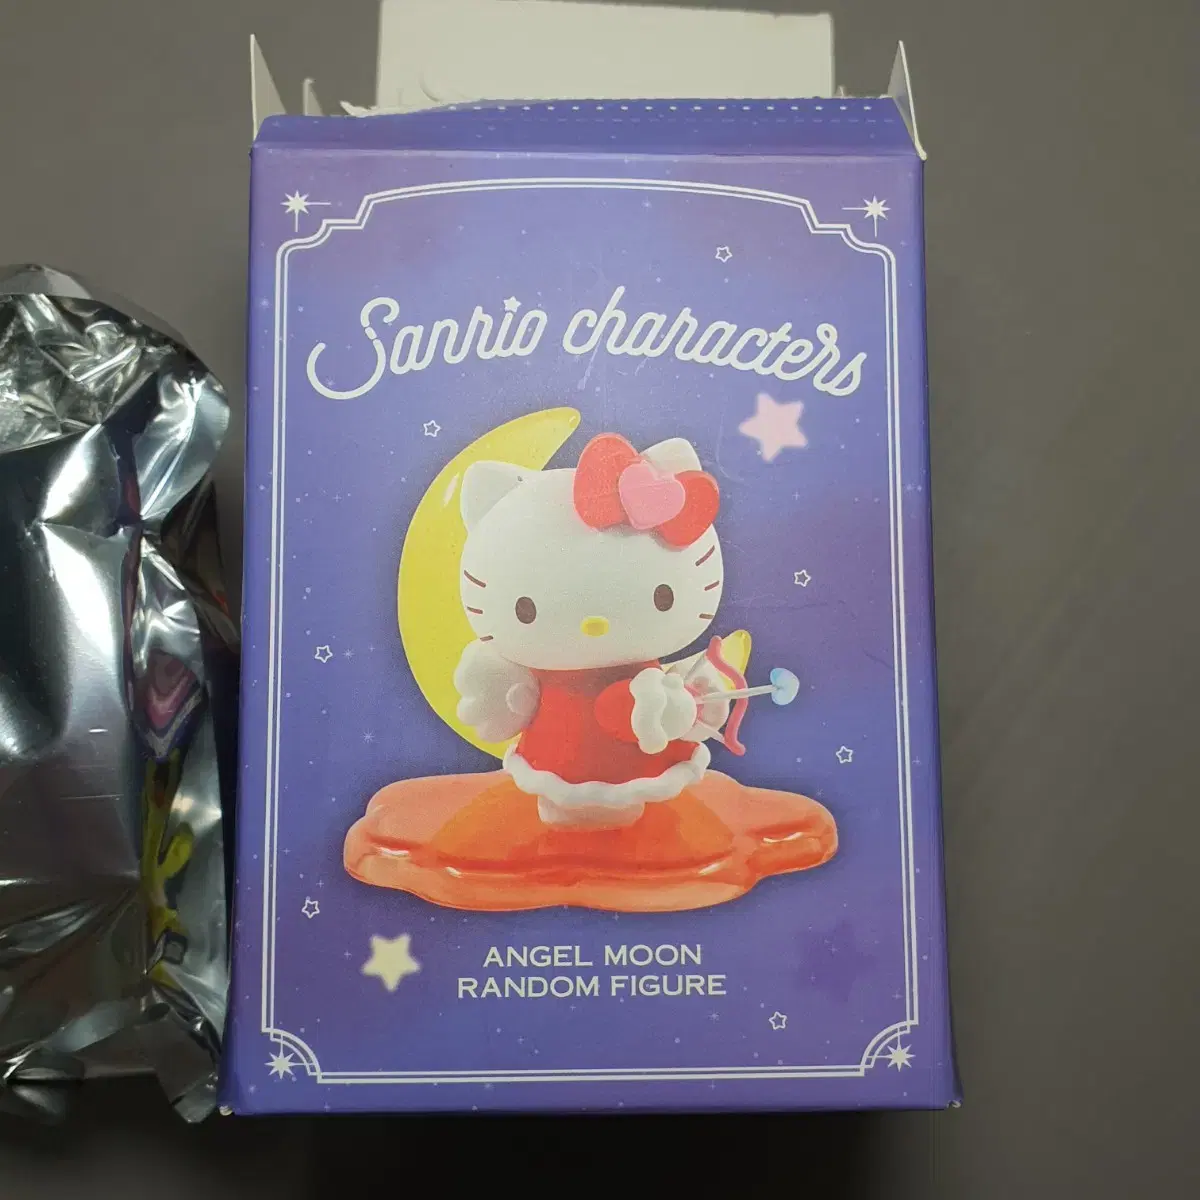 Sanrio characters
ANGEL MOON
RANDOM FIGURE